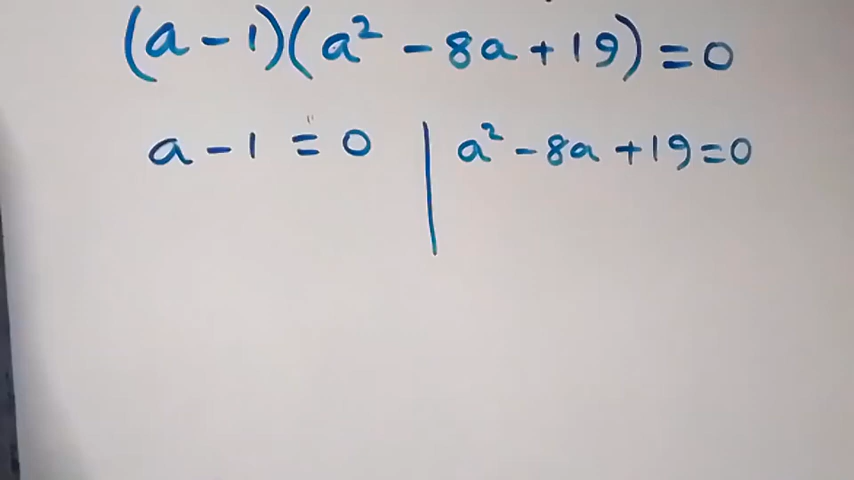 (a - 1)(a² - 8a + 19) = 0
a - 1 = 0 | a² - 8a + 19 = 0